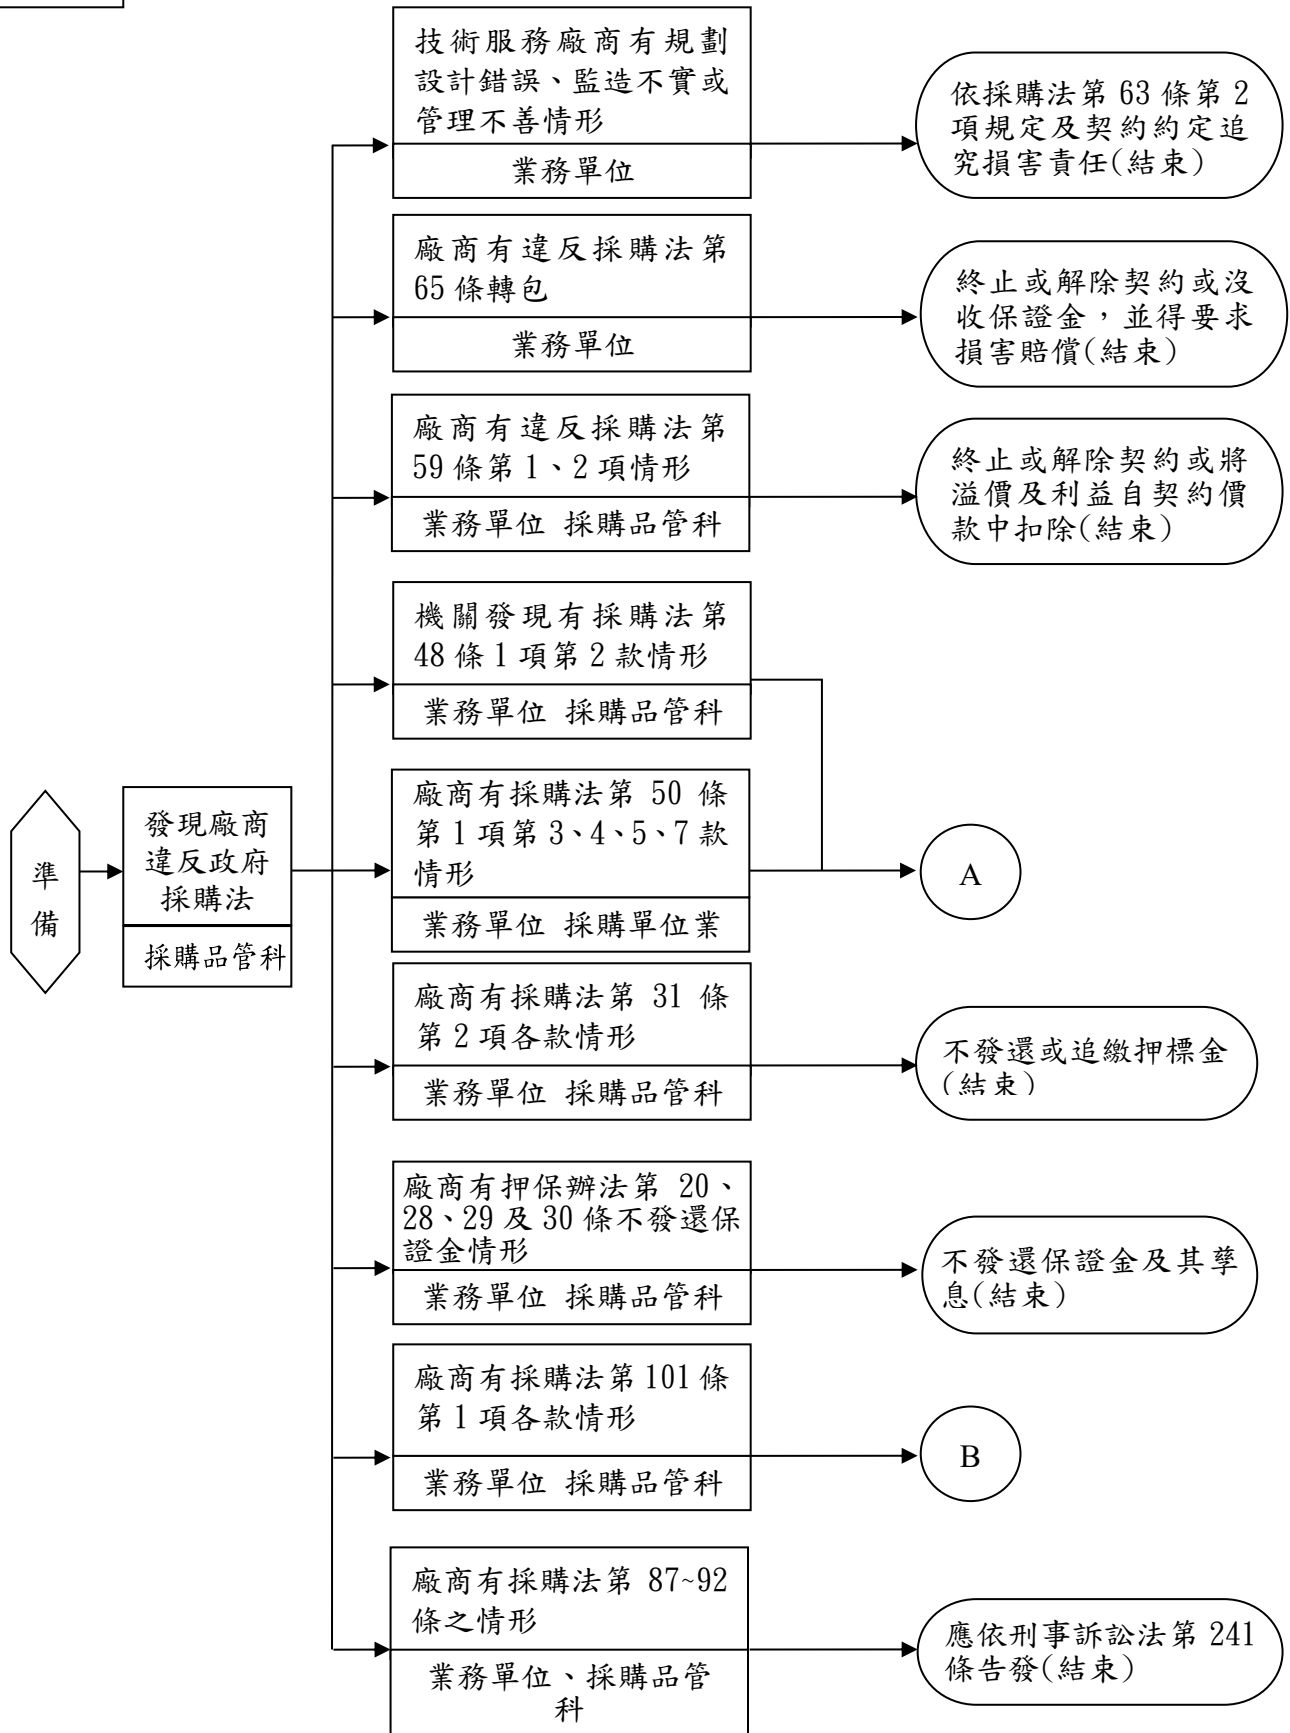 技術服務廠商有規劃
設計錯誤、監造不實或
管理不善情形
業務單位
依採購法第 63 條第 2
項規定及契約約定追
究損害責任(結束)
廠商有違反採購法第
65 條轉包
業務單位
終止或解除契約或沒
收保證金，並得要求
損害賠償(結束)
廠商有違反採購法第
59 條第 1、2 項情形
業務單位 採購品管科
終止或解除契約或將
溢價及利益自契約價
款中扣除(結束)
機關發現有採購法第
48 條 1 項第 2 款情形
業務單位 採購品管科
準
備
發現廠商
違反政府
採購法
採購品管科
廠商有採購法第 50 條
第 1 項第 3、4、5、7 款
情形
業務單位 採購單位業
A
廠商有採購法第 31 條
第 2 項各款情形
業務單位 採購品管科
不發還或追繳押標金
(結束)
廠商有押保辦法第 20、
28、29 及 30 條不發還保
證金情形
業務單位 採購品管科
不發還保證金及其孳
息(結束)
廠商有採購法第 101 條
第 1 項各款情形
業務單位 採購品管科
B
廠商有採購法第 87~92
條之情形
業務單位、採購品管
科
應依刑事訴訟法第 241
條告發(結束)